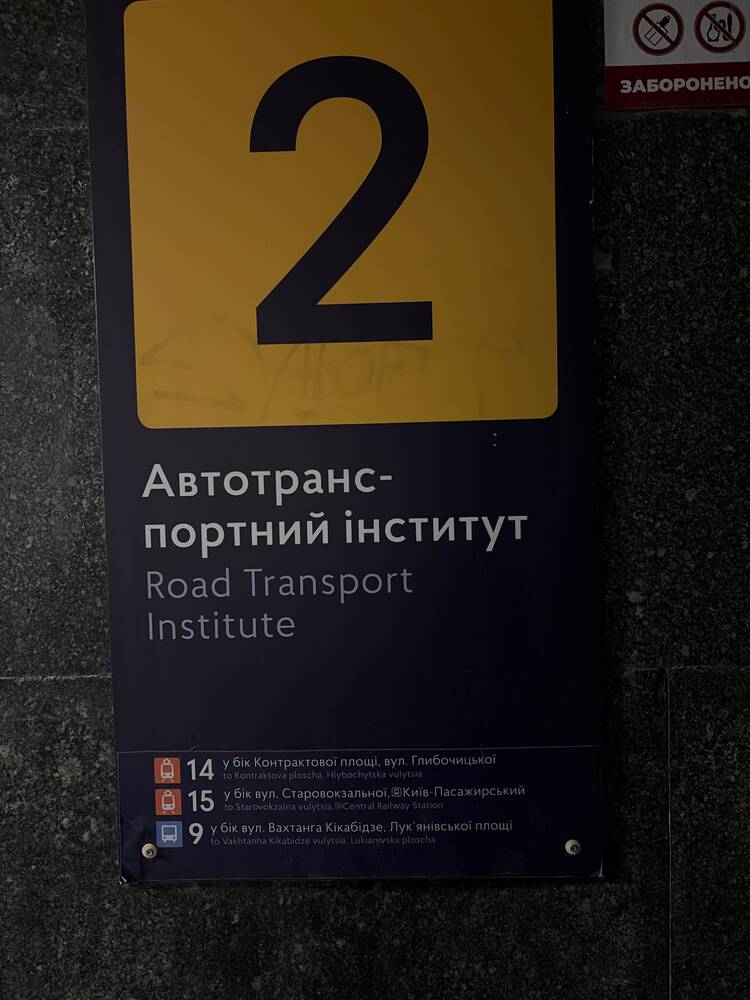 2
ЗАБОРОНЕНО
Автотранс-
портний інститут
Road Transport
Institute
14 у бік Контрактової площі, вул. Глибочицької
to Kontraktova ploscha, Hlybochytska vulytsia
15 у бік вул. Старовокзальної, Київ-Пасажирський
to Starovokzalna vulytsia, Central Railway Station
9 у бік вул. Вахтанга Кікабідзе, Лук'янівської площі
to Vakhtanha Kikabidze vulytsia, Lukianivska ploscha